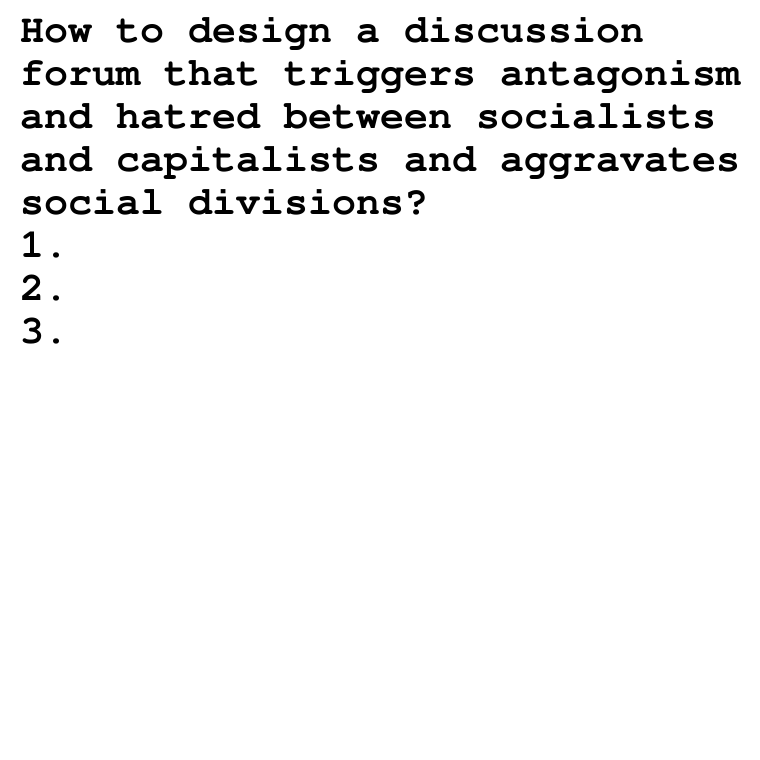 How to design a discussion
forum that triggers antagonism
and hatred between socialists
and capitalists and aggravates
social divisions?
1.
2.
3.